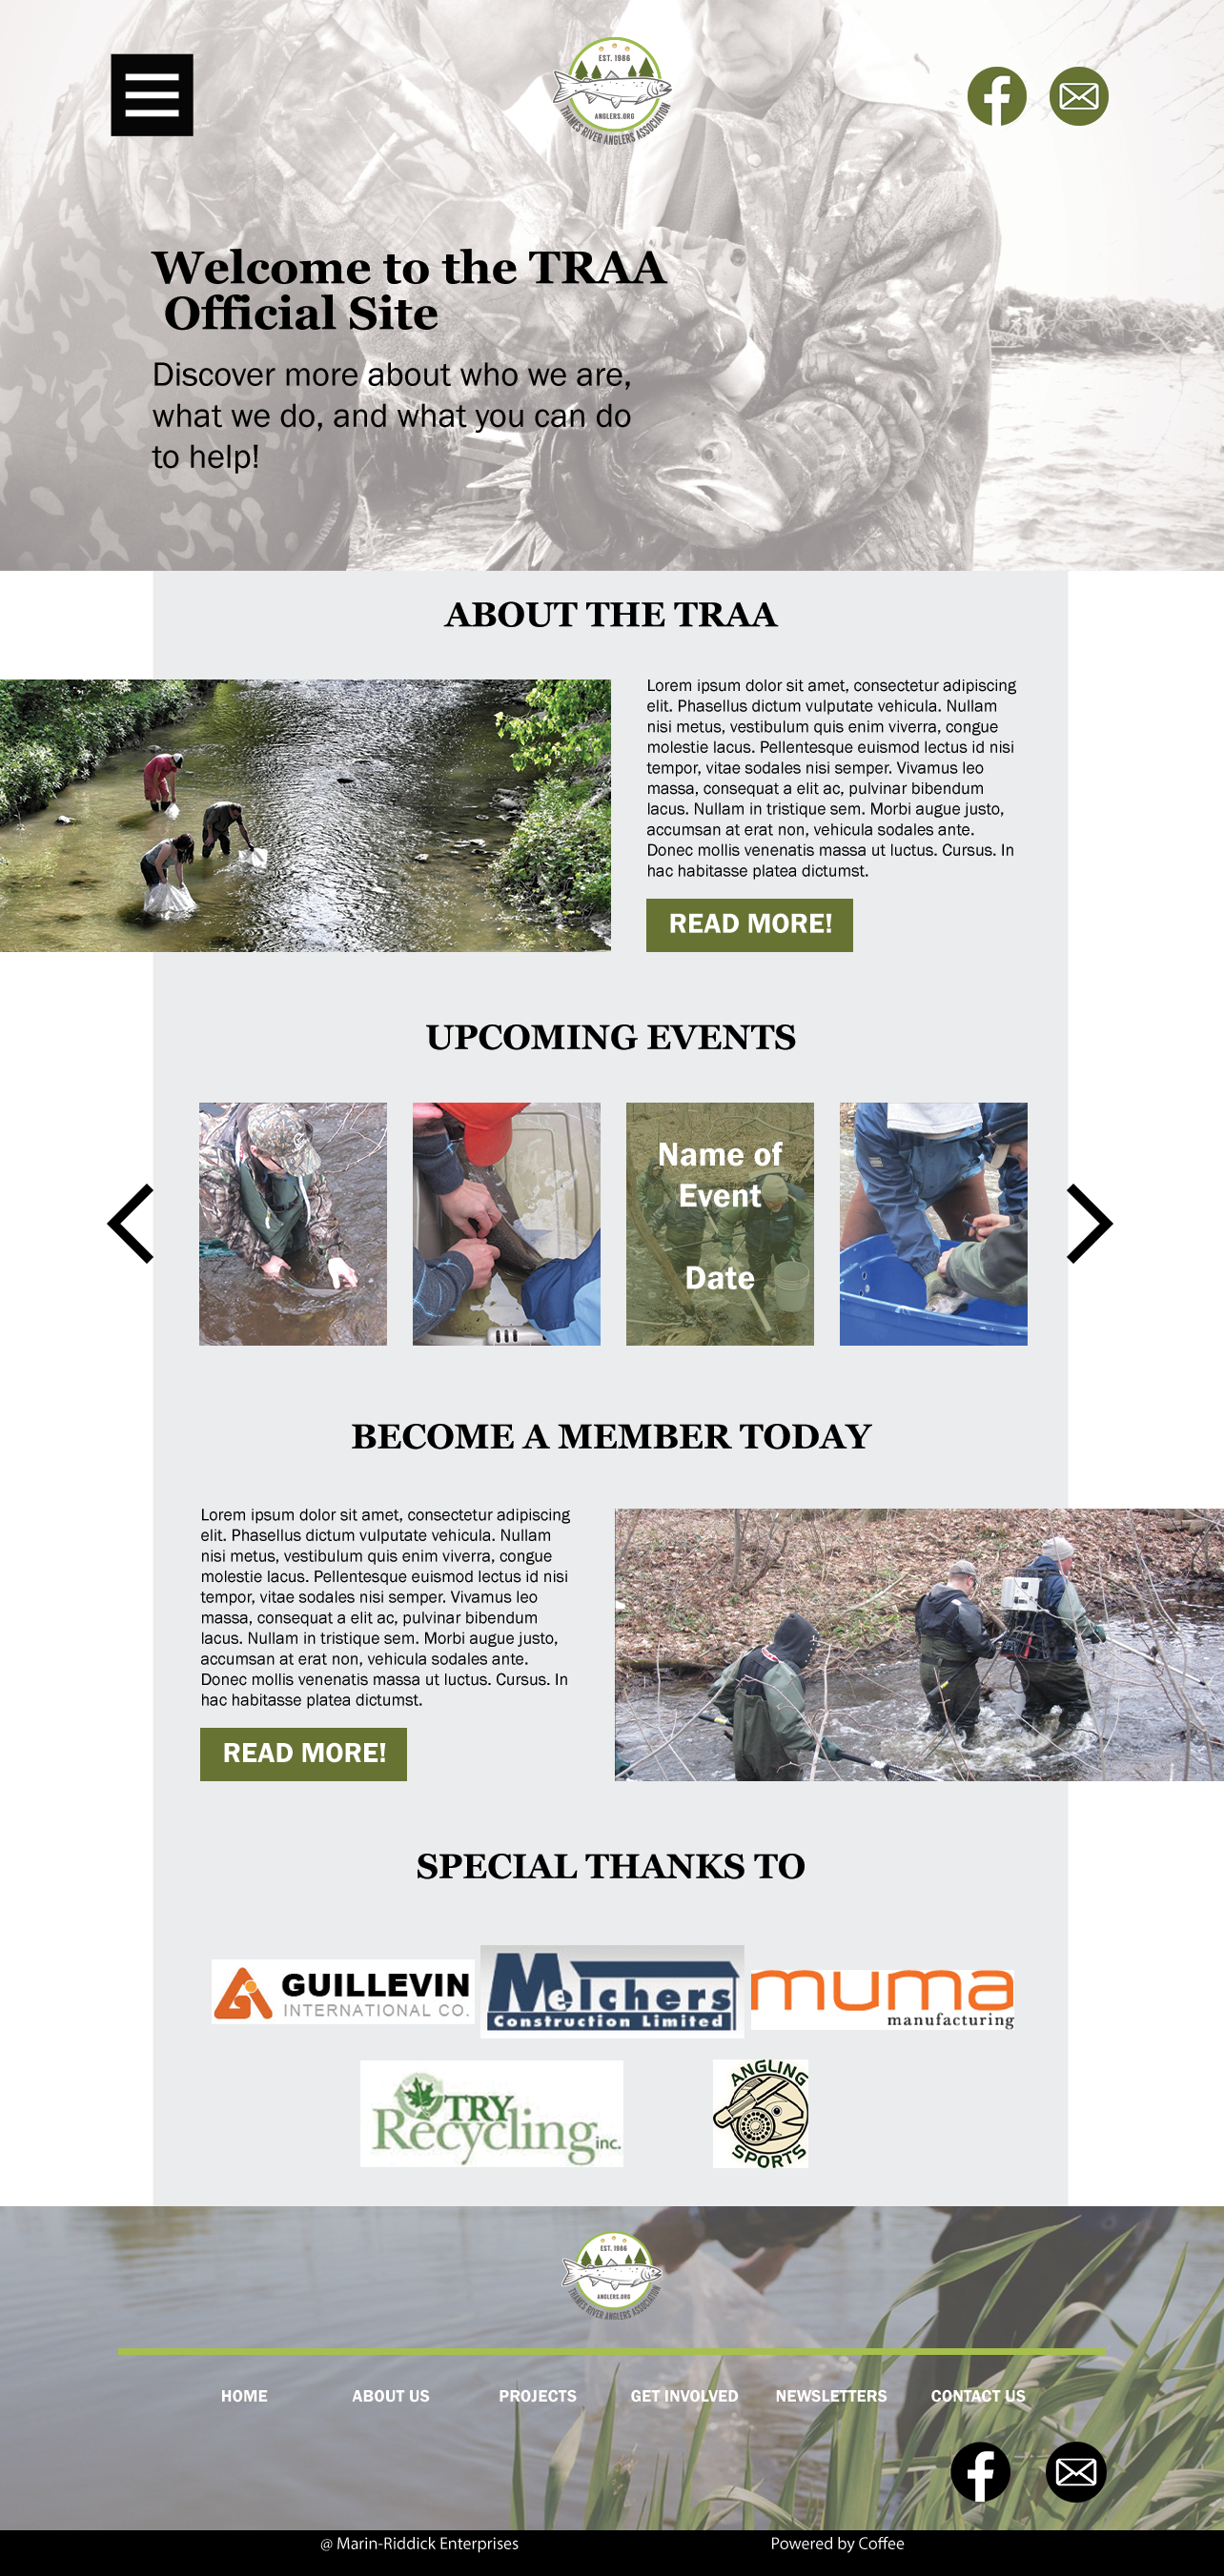 EST. 1986
ANGLERS.ORG
THAMES RIVER ANGLERS ASSOCIATION
Welcome to the TRAA
Official Site
Discover more about who we are,
what we do, and what you can do
to help!
ABOUT THE TRAA
Lorem ipsum dolor sit amet, consectetur adipiscing
elit. Phasellus dictum vulputate vehicula. Nullam
nisi metus, vestibulum quis enim viverra, congue
molestie lacus. Pellentesque euismod lectus id nisi
tempor, vitae sodales nisi semper. Vivamus leo
massa, consequat a elit ac, pulvinar bibendum
lacus. Nullam in tristique sem. Morbi augue justo,
accumsan at erat non, vehicula sodales ante.
Donec mollis venenatis massa ut luctus. Cursus. In
hac habitasse platea dictumst.
READ MORE!
UPCOMING EVENTS
Name of
Event
Date
BECOME A MEMBER TODAY
Lorem ipsum dolor sit amet, consectetur adipiscing
elit. Phasellus dictum vulputate vehicula. Nullam
nisi metus, vestibulum quis enim viverra, congue
molestie lacus. Pellentesque euismod lectus id nisi
tempor, vitae sodales nisi semper. Vivamus leo
massa, consequat a elit ac, pulvinar bibendum
lacus. Nullam in tristique sem. Morbi augue justo,
accumsan at erat non, vehicula sodales ante.
Donec mollis venenatis massa ut luctus. Cursus. In
hac habitasse platea dictumst.
READ MORE!
SPECIAL THANKS TO
GUILLEVIN
INTERNATIONAL CO.
Melchers
Construction Limited
muma
manufacturing
TRY
Recycling inc.
ANGLING
SPORTS
EST. 1986
ANGLERS.ORG
THAMES RIVER ANGLERS ASSOCIATION
HOME ABOUT US PROJECTS GET INVOLVED NEWSLETTERS CONTACT US
@ Marin-Riddick Enterprises Powered by Coffee